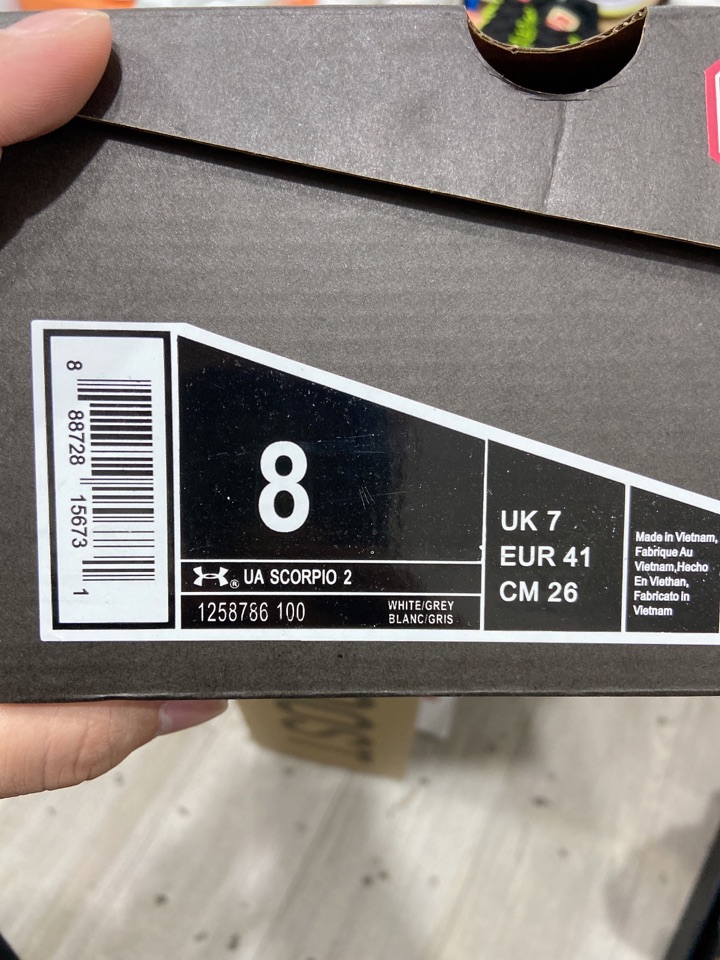 8 88728 15673 1
8
® UA SCORPIO 2
1258786 100
WHITE/GREY
BLANC/GRIS
UK 7
EUR 41
CM 26
Made in Vietnam,
Fabrique Au
Vietnam,Hecho
En Viethan,
Fabricato in
Vietnam